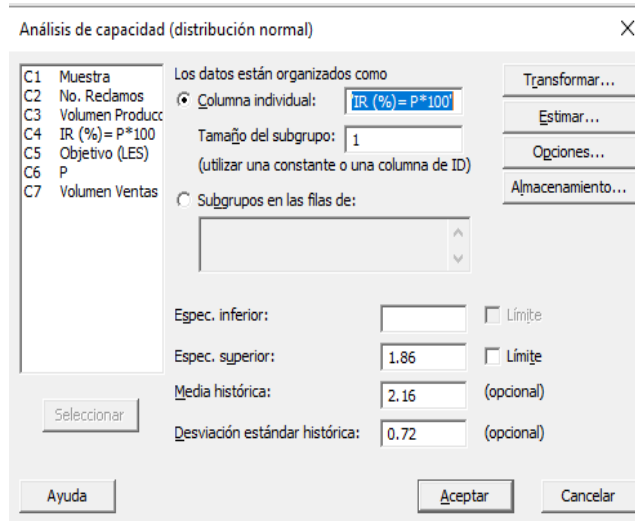 Análisis de capacidad (distribución normal)
C1 Muestra
C2 No. Reclamos
C3 Volumen Producc
C4 IR (%)= P*100
C5 Objetivo (LES)
C6 P
C7 Volumen Ventas
Los datos están organizados como
Columna individual: 'IR (%)= P*100'
Tamaño del subgrupo: 1
(utilizar una constante o una columna de ID)
Subgrupos en las filas de:
Transformar...
Estimar...
Opciones...
Almacenamiento...
Espec. inferior: Límite
Espec. superior: 1.86 Límite
Media histórica: 2.16 (opcional)
Desviación estándar histórica: 0.72 (opcional)
Seleccionar
Ayuda
Aceptar
Cancelar